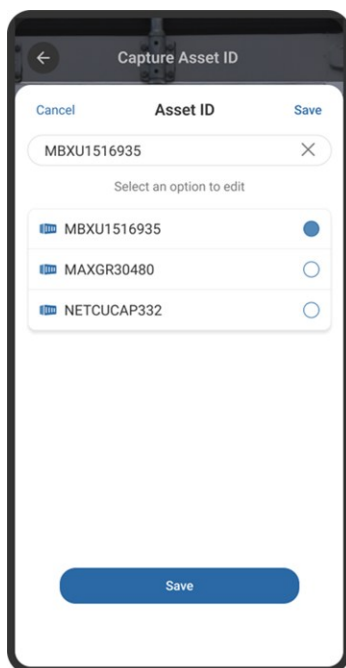 Capture Asset ID
Cancel Asset ID Save
MBXU1516935
Select an option to edit
MBXU1516935
MAXGR30480
NETCUCAP332
Save